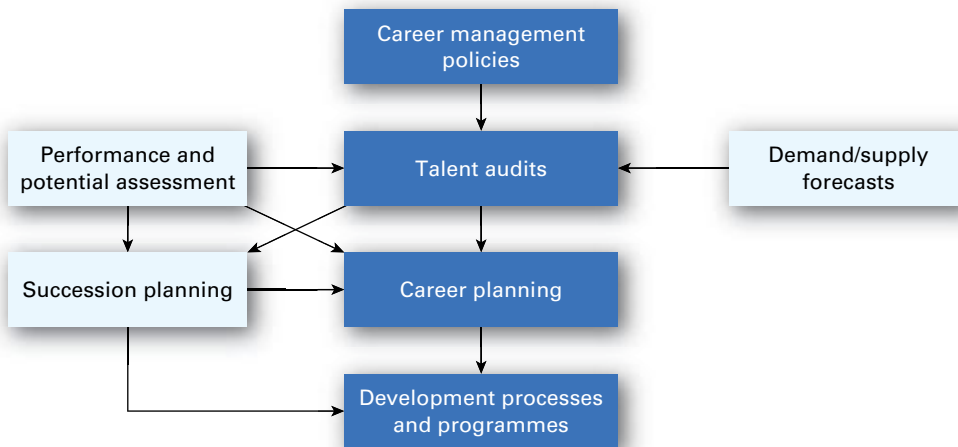 Career management
policies
Performance and
potential assessment
Talent audits
Demand/supply
forecasts
Succession planning
Career planning
Development processes
and programmes